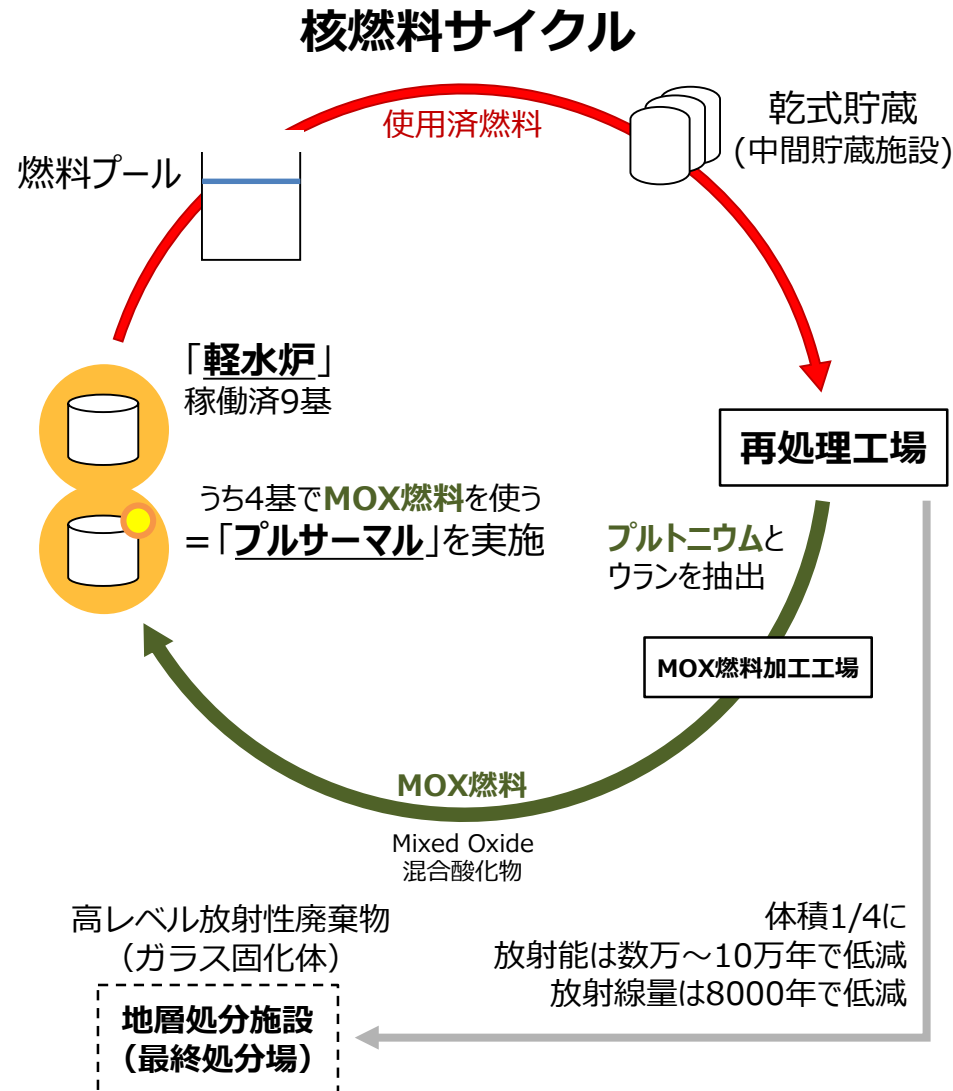 核燃料サイクル
使用済燃料
乾式貯蔵
(中間貯蔵施設)
燃料プール
「軽水炉」
稼働済9基
うち4基でMOX燃料を使う
=「プルサーマル」を実施
再処理工場
プルトニウムと
ウランを抽出
MOX燃料加工工場
MOX燃料
Mixed Oxide
混合酸化物
体積1/4に
放射能は数万~10万年で低減
放射線量は8000年で低減
高レベル放射性廃棄物
(ガラス固化体)
地層処分施設
(最終処分場)